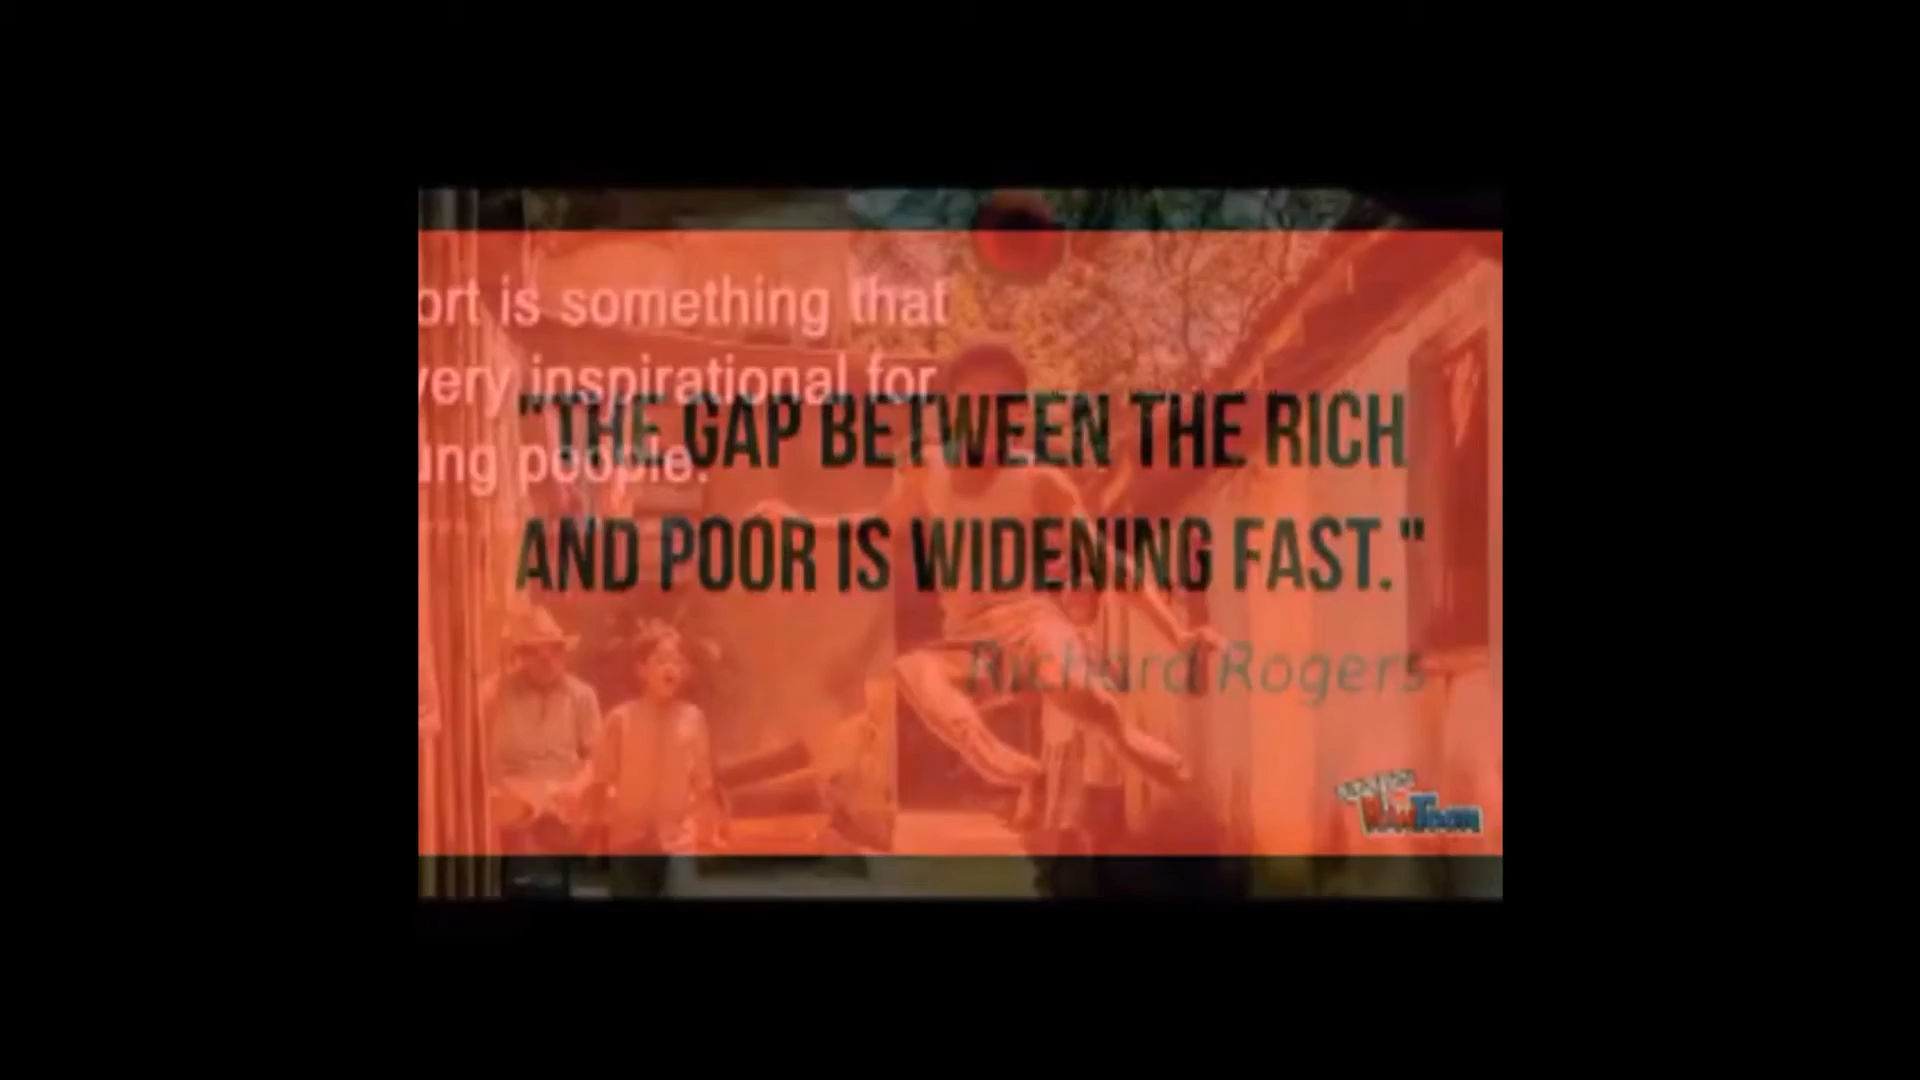 ort is something that
very inspirational for
ung people.
"THE GAP BETWEEN THE RICH
AND POOR IS WIDENING FAST."
Richard Rogers